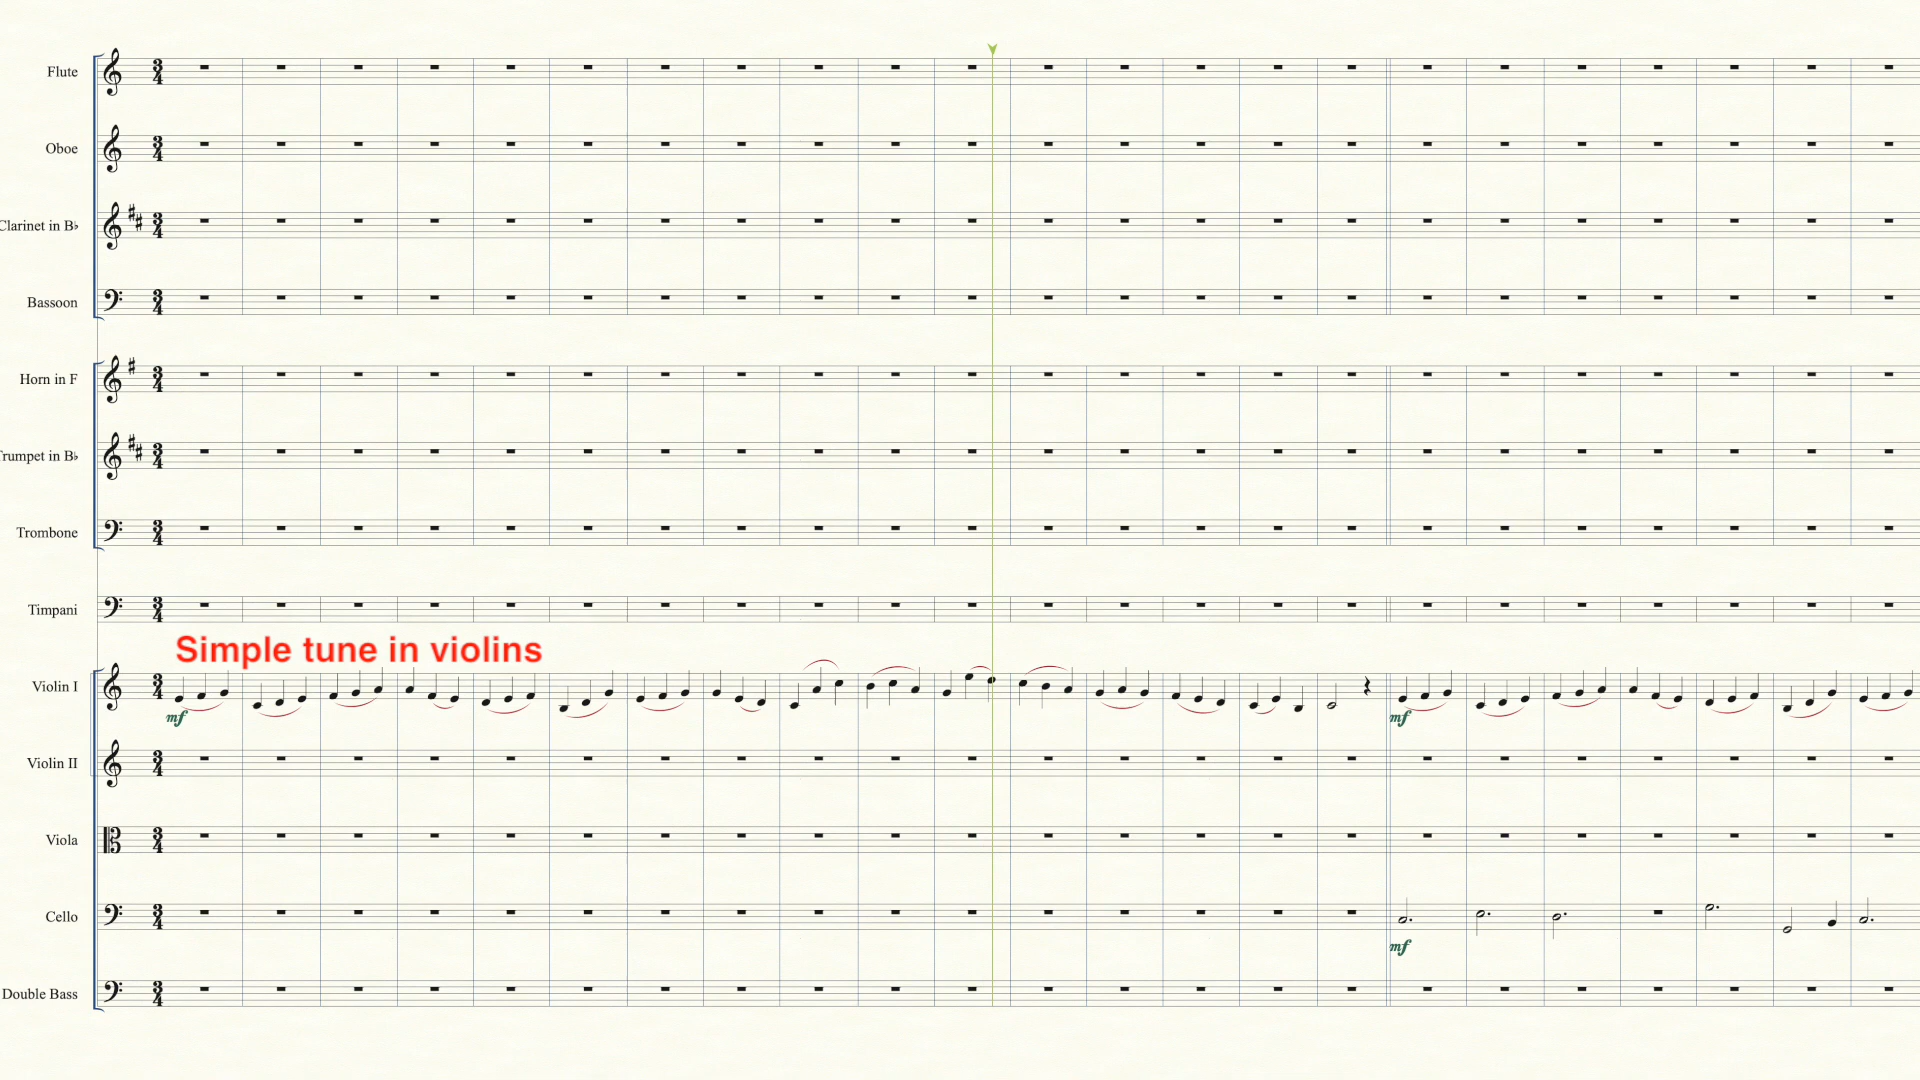 Flute
Oboe
Clarinet in B♭
Bassoon
Horn in F
Trumpet in B♭
Trombone
Timpani
Simple tune in violins
Violin I
mf
mf
Violin II
Viola
Cello
mf
Double Bass